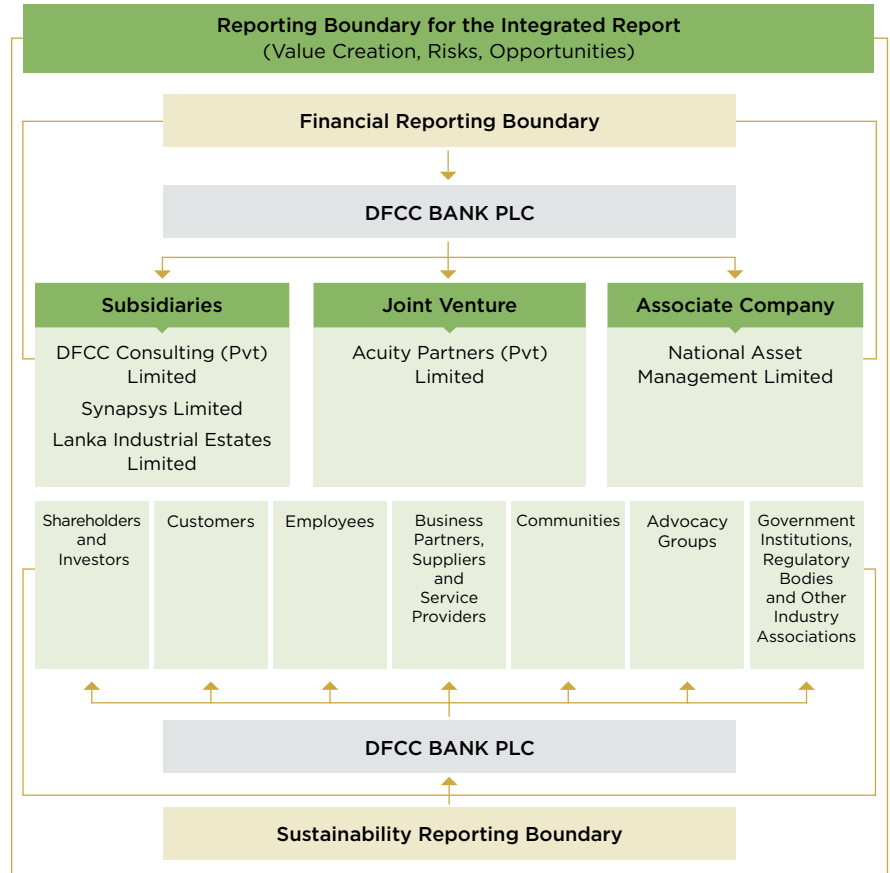 Reporting Boundary for the Integrated Report
(Value Creation, Risks, Opportunities)
Financial Reporting Boundary
DFCC BANK PLC
Subsidiaries
DFCC Consulting (Pvt)
Limited
Synapsys Limited
Lanka Industrial Estates
Limited
Joint Venture
Acuity Partners (Pvt)
Limited
Associate Company
National Asset
Management Limited
Shareholders
and
Investors
Customers
Employees
Business
Partners,
Suppliers
and
Service
Providers
Communities
Advocacy
Groups
Government
Institutions,
Regulatory
Bodies
and Other
Industry
Associations
DFCC BANK PLC
Sustainability Reporting Boundary